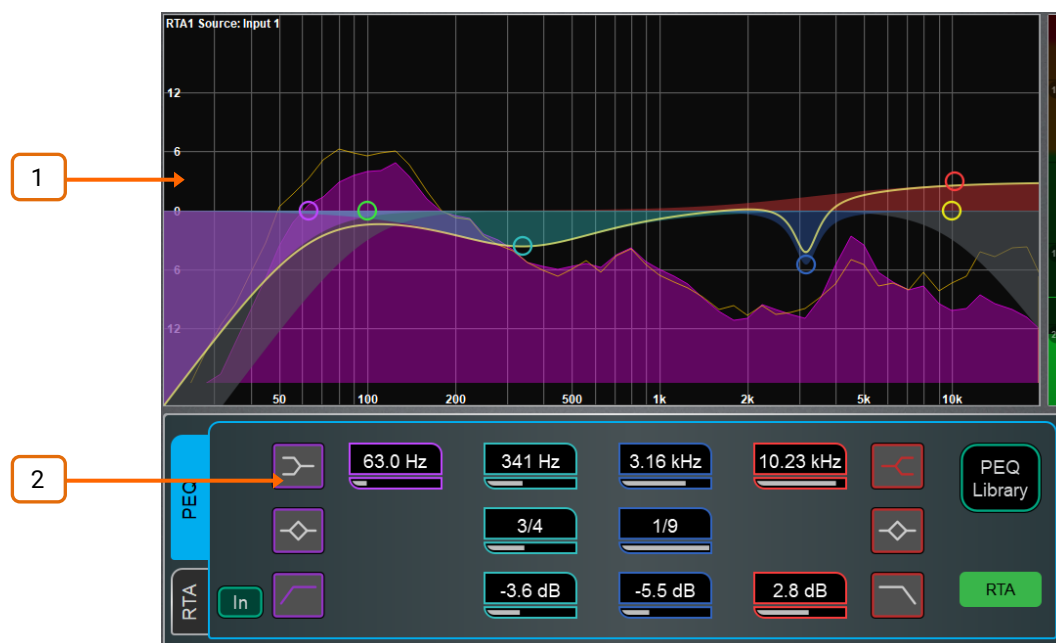 RTA1 Source: Input 1
12
6
0
6
12
50 100 200 500 1k 2k 5k 10k
1
2
PEQ
RTA
63.0 Hz 341 Hz 3.16 kHz 10.23 kHz
PEQ
Library
3/4 1/9
In
-3.6 dB -5.5 dB 2.8 dB
RTA